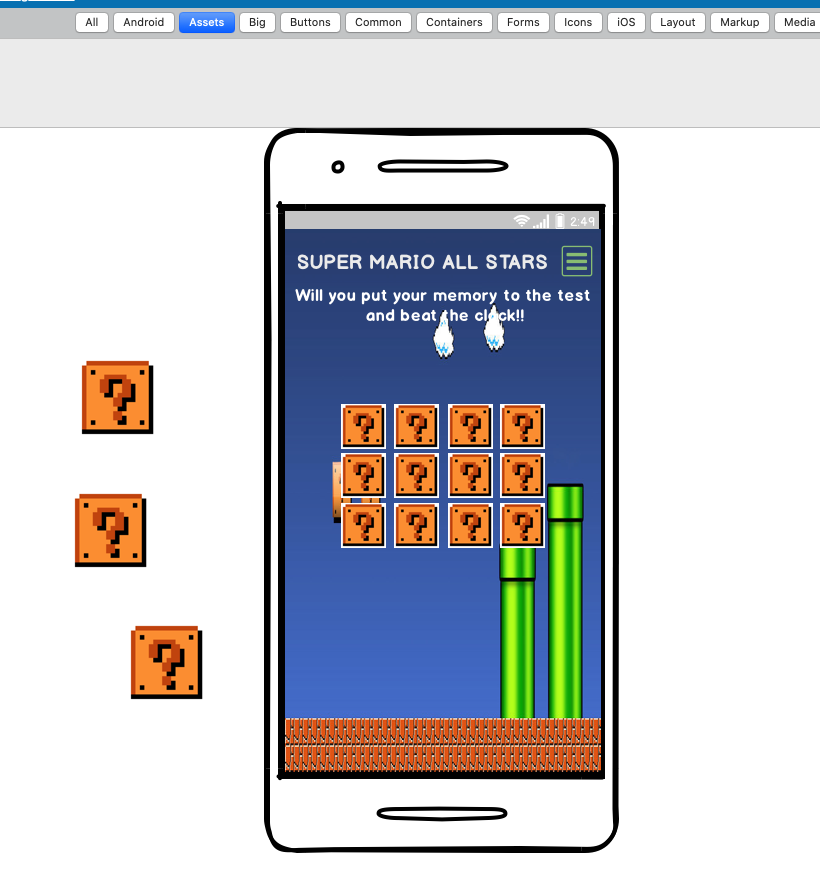 All Android Assets Big Buttons Common Containers Forms Icons iOS Layout Markup Media
2:49
SUPER MARIO ALL STARS
Will you put your memory to the test
and beat the clock!!
? ? ? ?
? ? ? ?
? ? ? ?
?
?
?